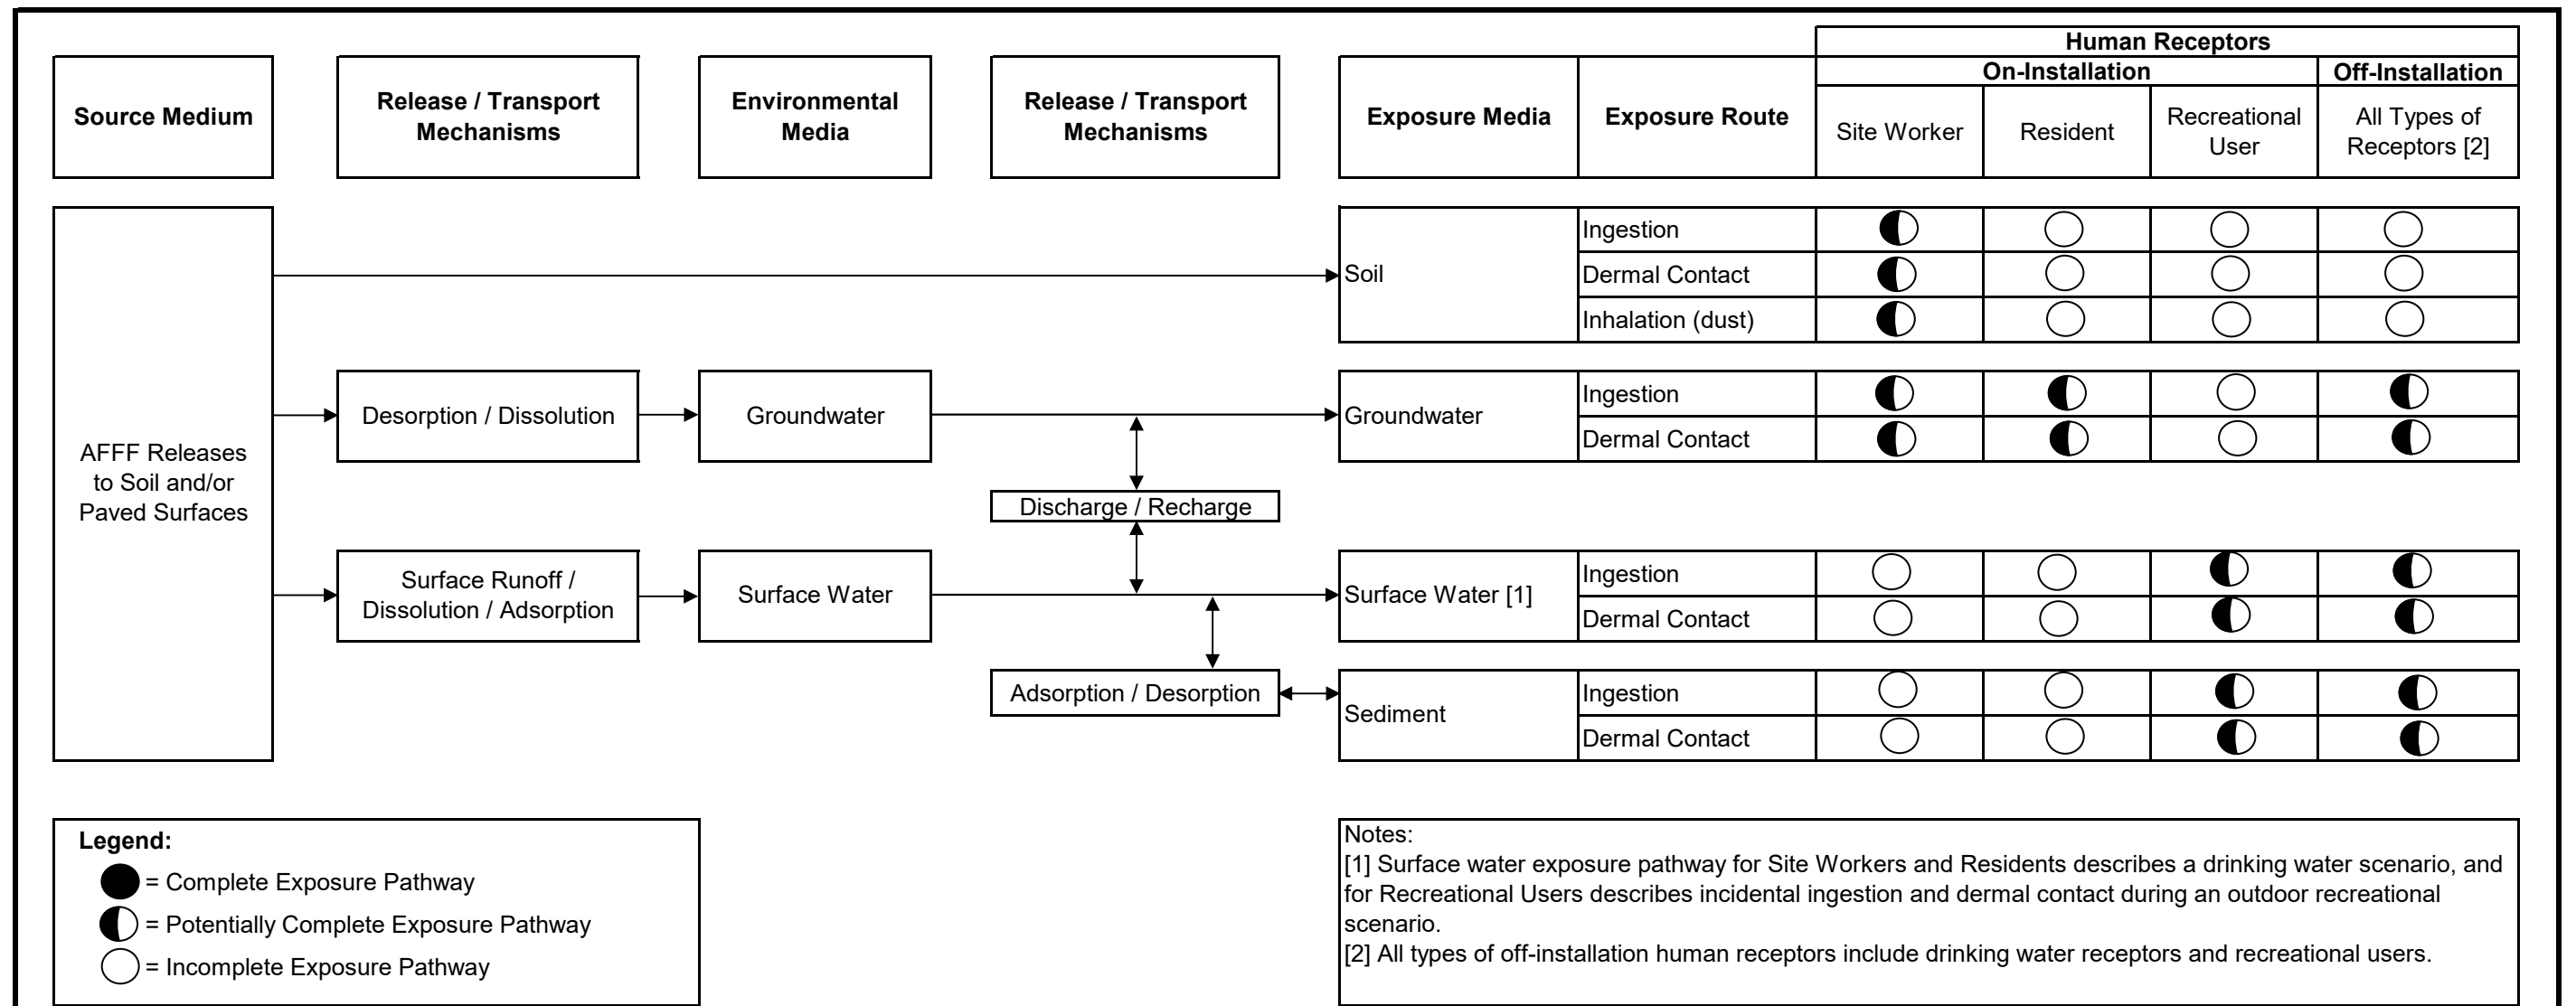 Human Receptors
On-Installation
Off-Installation
Source Medium
Release / Transport
Mechanisms
Environmental
Media
Release / Transport
Mechanisms
Exposure Media
Exposure Route
Site Worker
Resident
Recreational
User
All Types of
Receptors [2]
AFFF Releases
to Soil and/or
Paved Surfaces
Soil
Ingestion
Dermal Contact
Inhalation (dust)
Desorption / Dissolution
Groundwater
Groundwater
Ingestion
Dermal Contact
Discharge / Recharge
Surface Runoff /
Dissolution / Adsorption
Surface Water
Surface Water [1]
Ingestion
Dermal Contact
Adsorption / Desorption
Sediment
Ingestion
Dermal Contact
Legend:
= Complete Exposure Pathway
= Potentially Complete Exposure Pathway
= Incomplete Exposure Pathway
Notes:
[1] Surface water exposure pathway for Site Workers and Residents describes a drinking water scenario, and
for Recreational Users describes incidental ingestion and dermal contact during an outdoor recreational
scenario.
[2] All types of off-installation human receptors include drinking water receptors and recreational users.